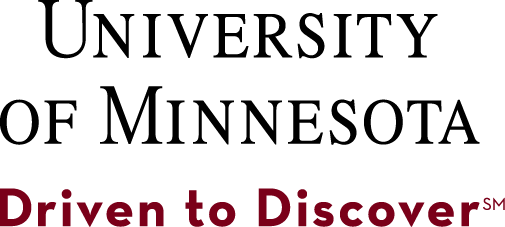 UNIVERSITY
OF MINNESOTA
Driven to Discover℠